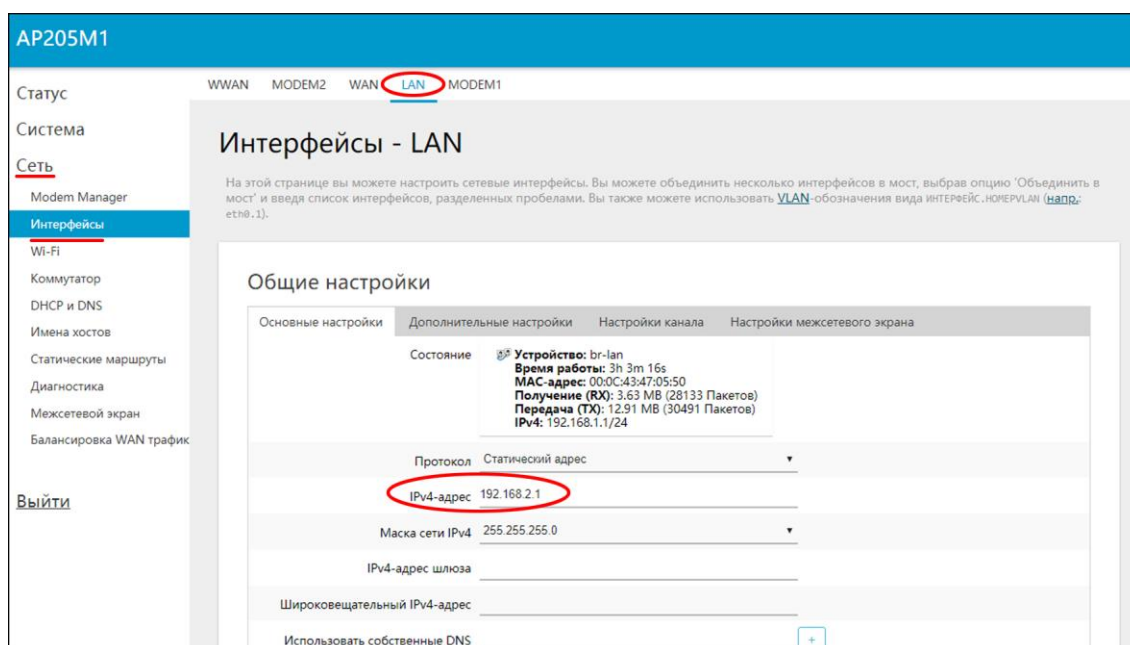 AP205M1
WWAN MODEM2 WAN LAN MODEM1
Статус
Система
Сеть
Modem Manager
Интерфейсы
Wi-Fi
Коммутатор
DHCP и DNS
Имена хостов
Статические маршруты
Диагностика
Межсетевой экран
Балансировка WAN трафик
Выйти
Интерфейсы - LAN
На этой странице вы можете настроить сетевые интерфейсы. Вы можете объединить несколько интерфейсов в мост, выбрав опцию 'Объединить в
мост' и введя список интерфейсов, разделенных пробелами. Вы также можете использовать VLAN-обозначения вида ИНТЕРФЕЙС.НОМЕРVLAN (напр.:
eth0.1).
Общие настройки
Основные настройки Дополнительные настройки Настройки канала Настройки межсетевого экрана
Состояние Устройство: br-lan
Время работы: 3h 3m 16s
MAC-адрес: 00:0C:43:47:05:50
Получение (RX): 3.63 MB (28133 Пакетов)
Передача (TX): 12.91 MB (30491 Пакетов)
IPv4: 192.168.1.1/24
Протокол Статический адрес
IPv4-адрес 192.168.2.1
Маска сети IPv4 255.255.255.0
IPv4-адрес шлюза
Широковещательный IPv4-адрес
Использовать собственные DNS +